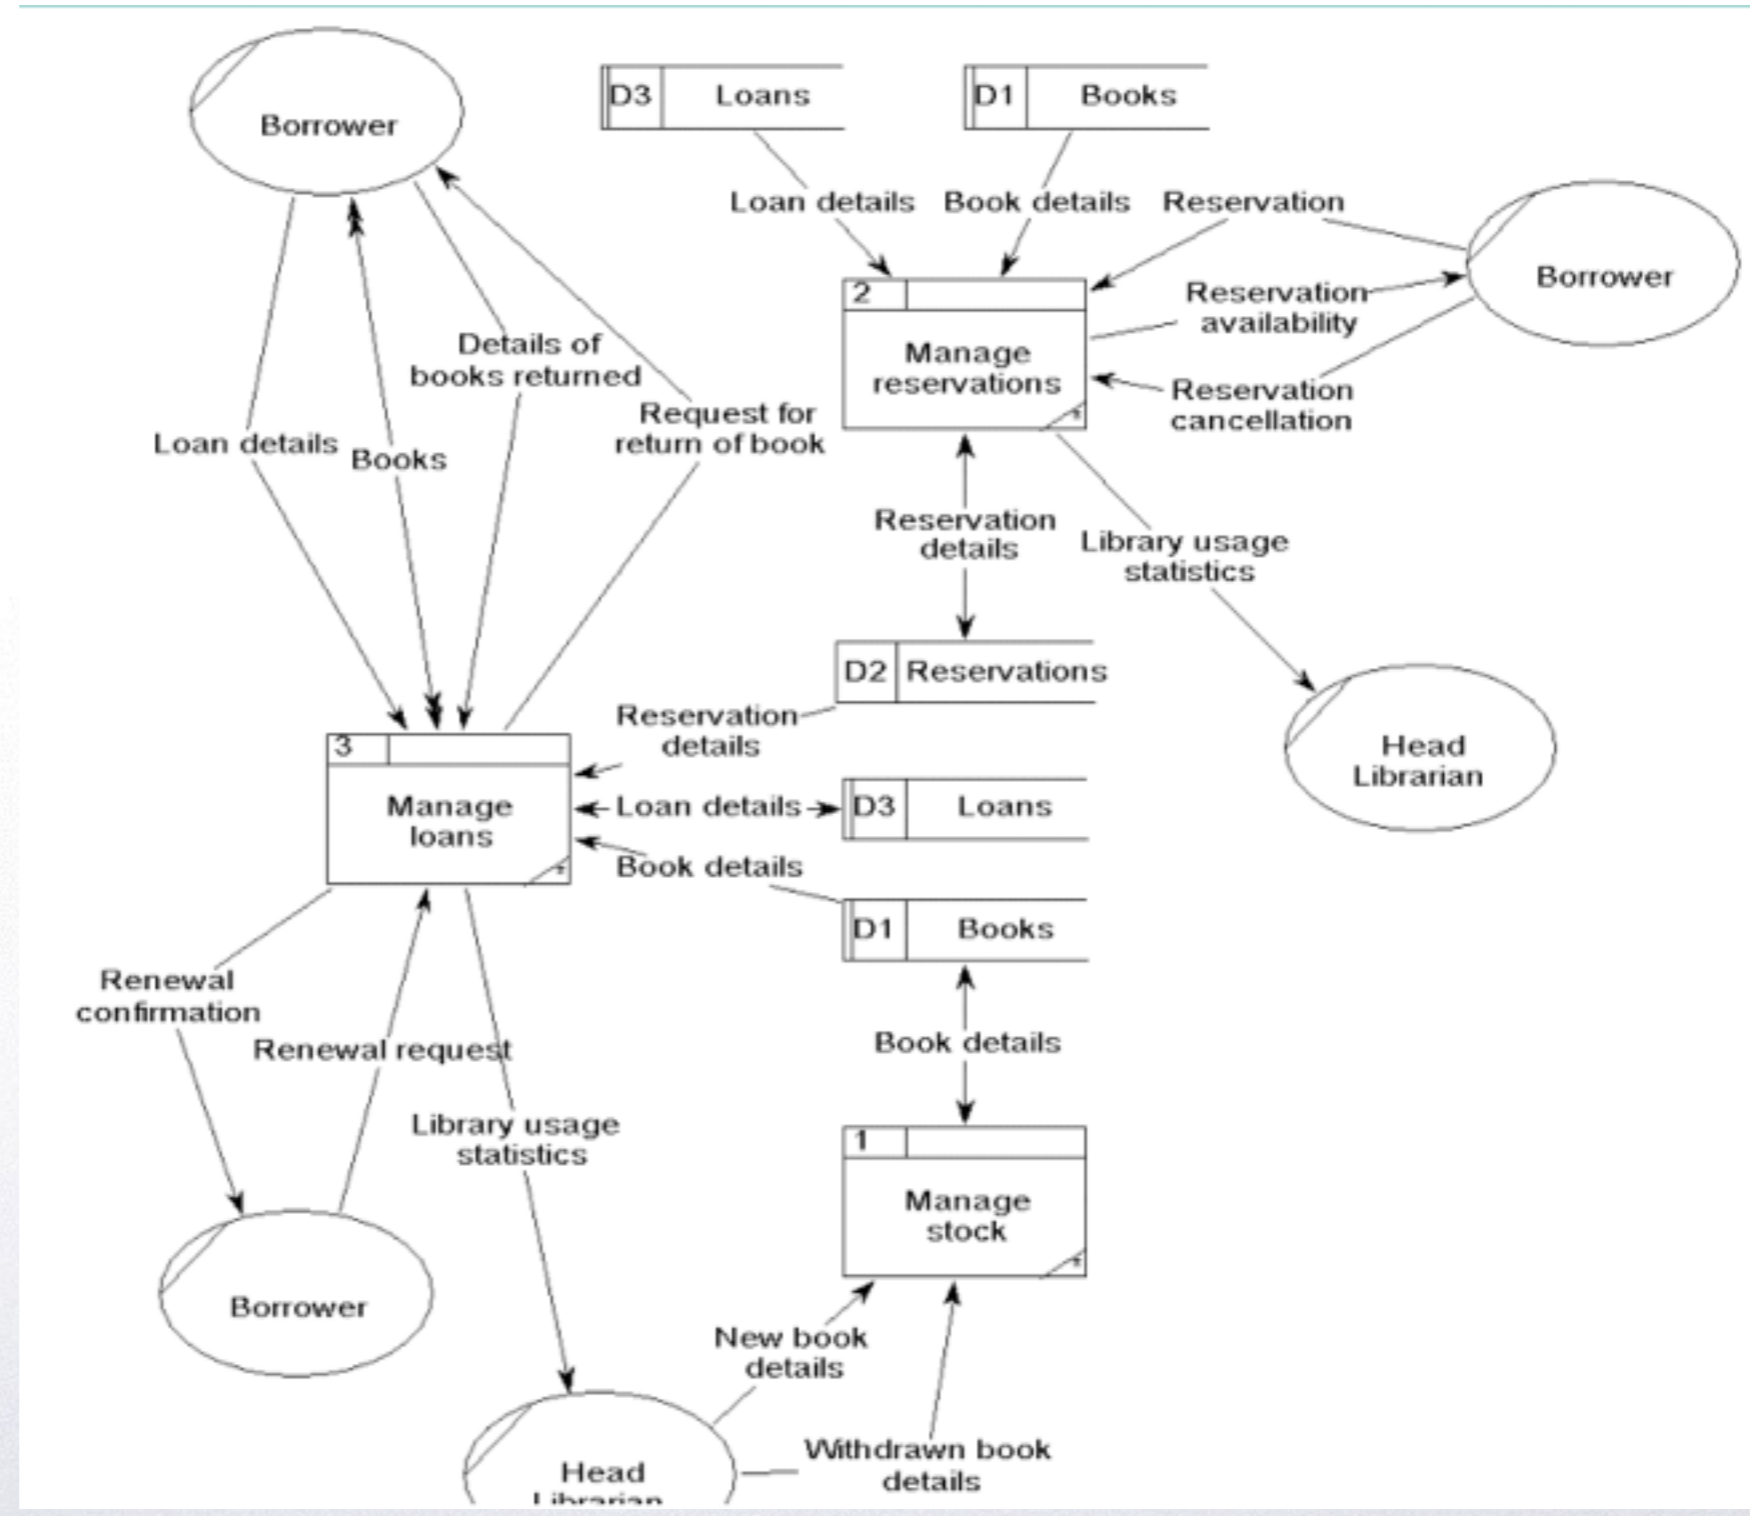 Borrower
D3 Loans
D1 Books
Loan details
Book details
Reservation
Borrower
2
Reservation
availability
Manage
reservations
Details of
books returned
Reservation
cancellation
Request for
return of book
Loan details
Books
Reservation
details
Library usage
statistics
D2 Reservations
Reservation
details
3
Head
Librarian
Manage
loans
Loan details
D3 Loans
Book details
D1 Books
Renewal
confirmation
Renewal request
Book details
Library usage
statistics
1
Manage
stock
Borrower
New book
details
Withdrawn book
details
Head
Librarian